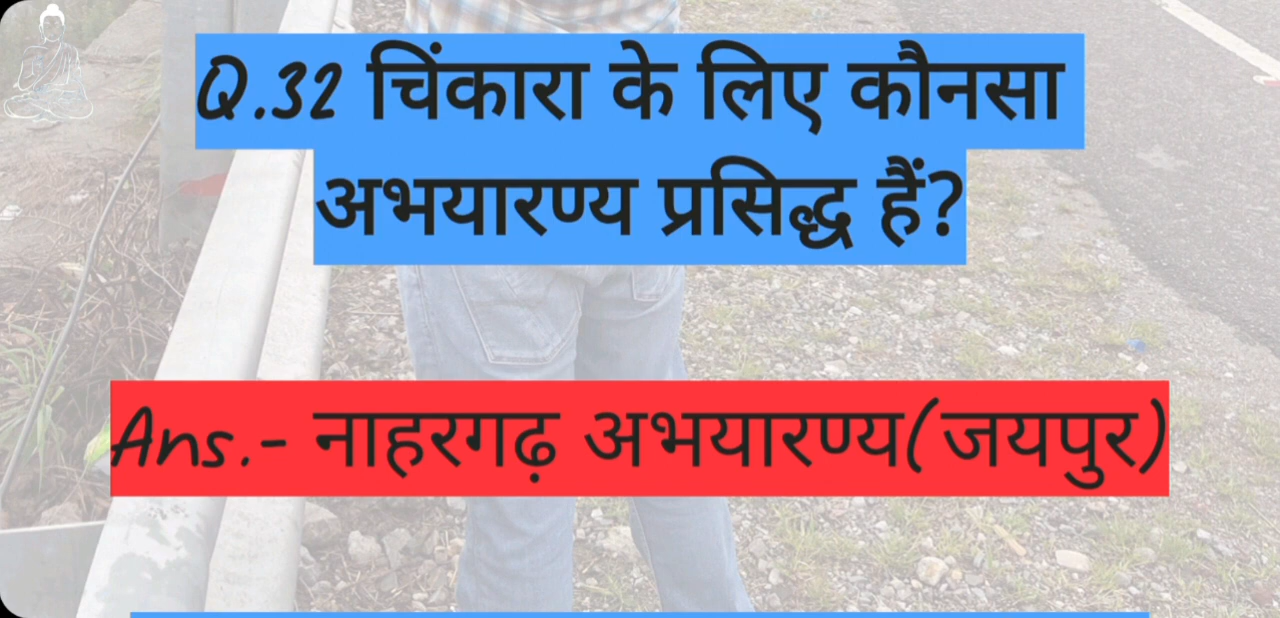 Q.32 चिंकारा के लिए कौनसा
अभयारण्य प्रसिद्ध हैं?
Ans.- नाहरगढ़ अभयारण्य(जयपुर)